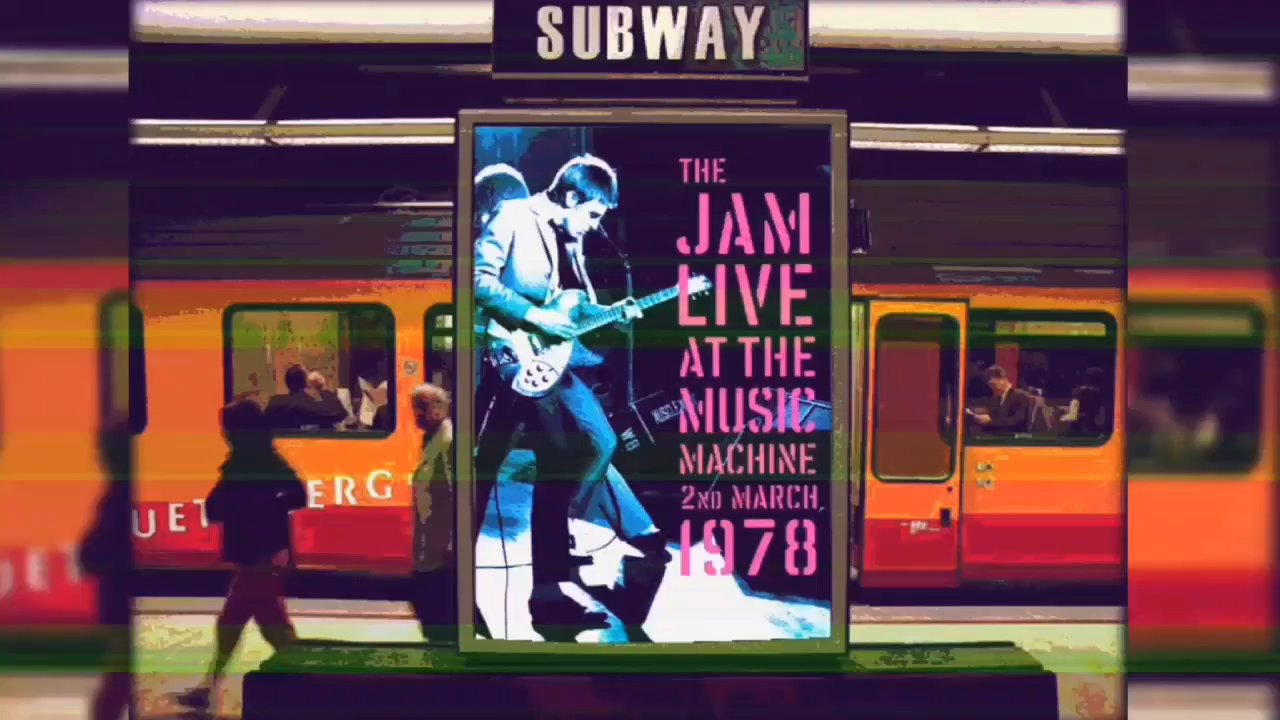 SUBWAY
THE
JAM
LIVE
AT THE
MUSIC
MACHINE
2ND MARCH,
1978
UET ERG